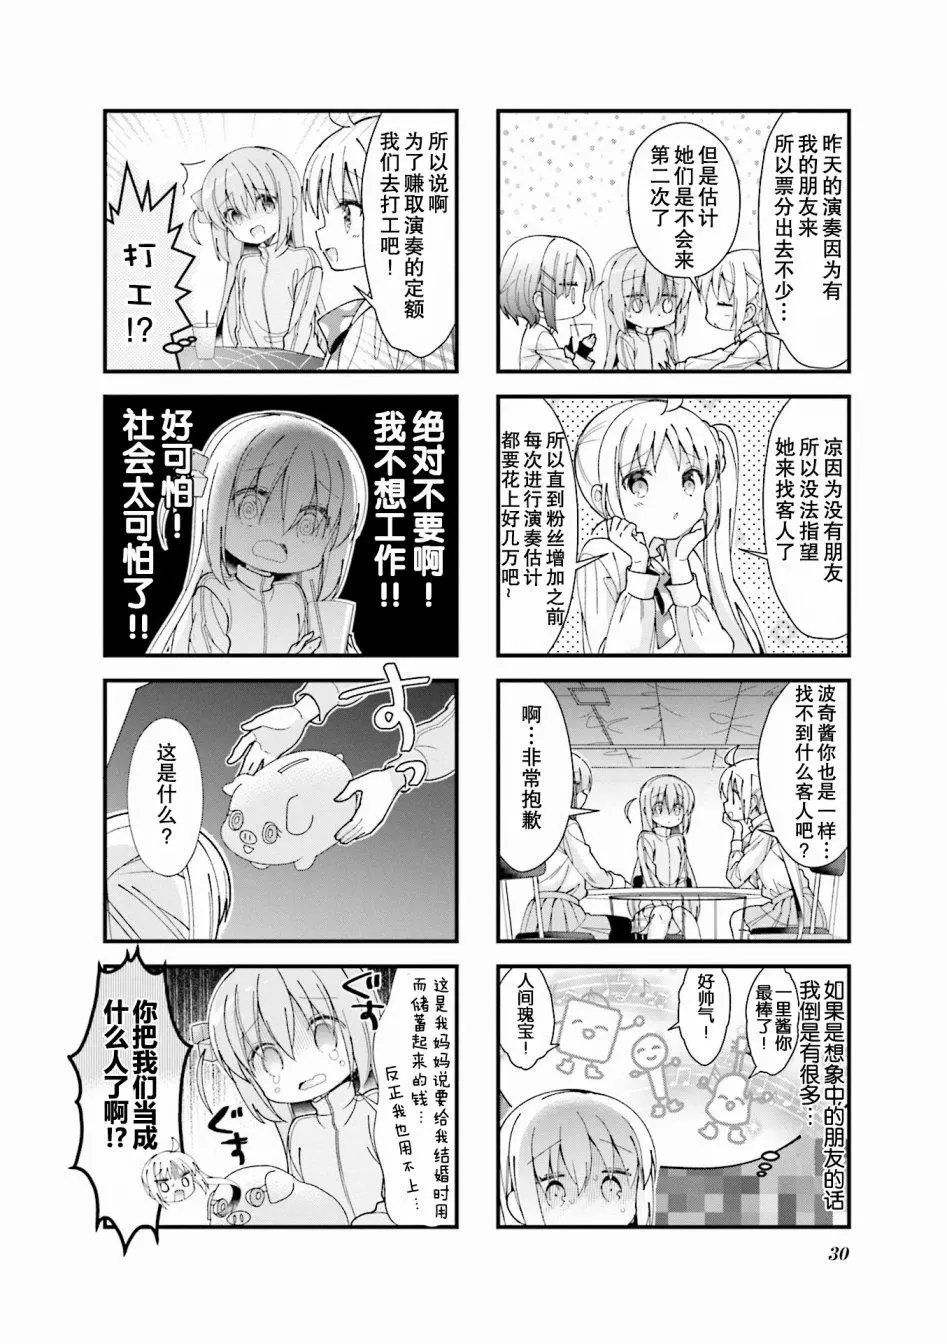 昨天的演奏因为有
我的朋友来
所以票分出去不少…
但是估计
她们是不会来
第二次了
凉因为没有朋友
所以没法指望
她来找客人了
所以直到粉丝增加之前
每次进行演奏估计
都要花上好几万吧~
波奇酱你也是一样…
找不到什么客人吧？
啊…非常抱歉
如果是想象中的朋友的话
我倒是有很多…
一里酱你
最棒了！
好帅气！
人间瑰宝！
所以说啊
为了赚取演奏的定额
我们去打工吧！
打工!?
绝对不要啊！
我不想工作!!
好可怕！
社会太可怕了!!
す
这是什么？
这是我妈妈说要给我结婚时用
而储蓄起来的钱…
反正我也用不上…
ぐすぐす
你把我们当成
什么人了啊!?
30